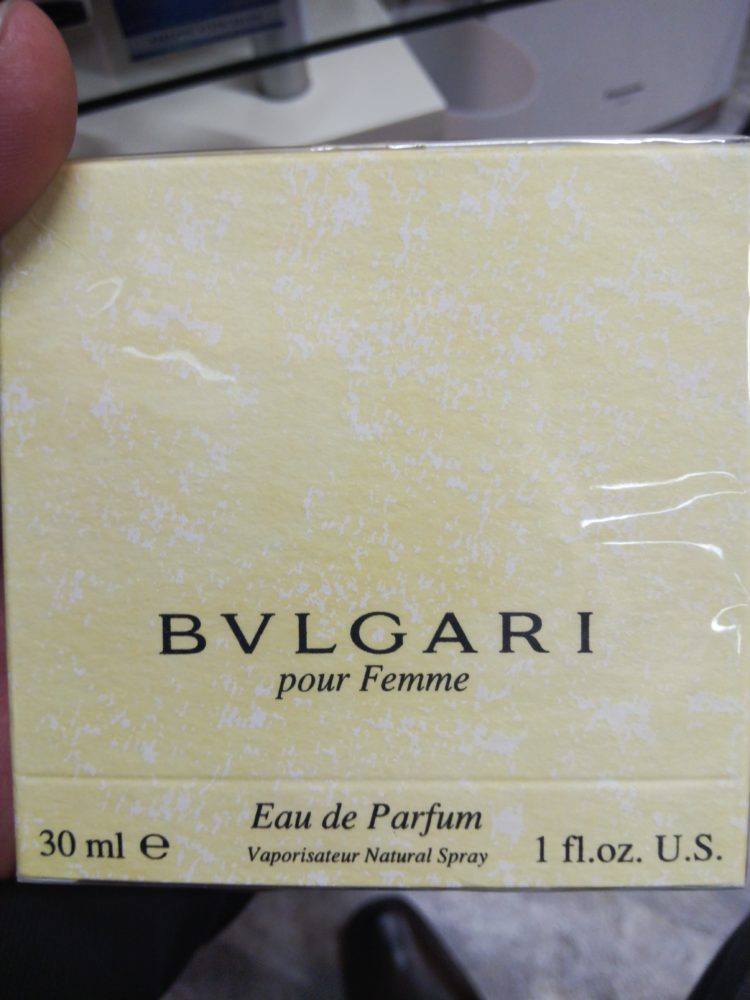 BVLGARI
pour Femme
Eau de Parfum
30 ml ℮
Vaporisateur Natural Spray
1 fl.oz. U.S.